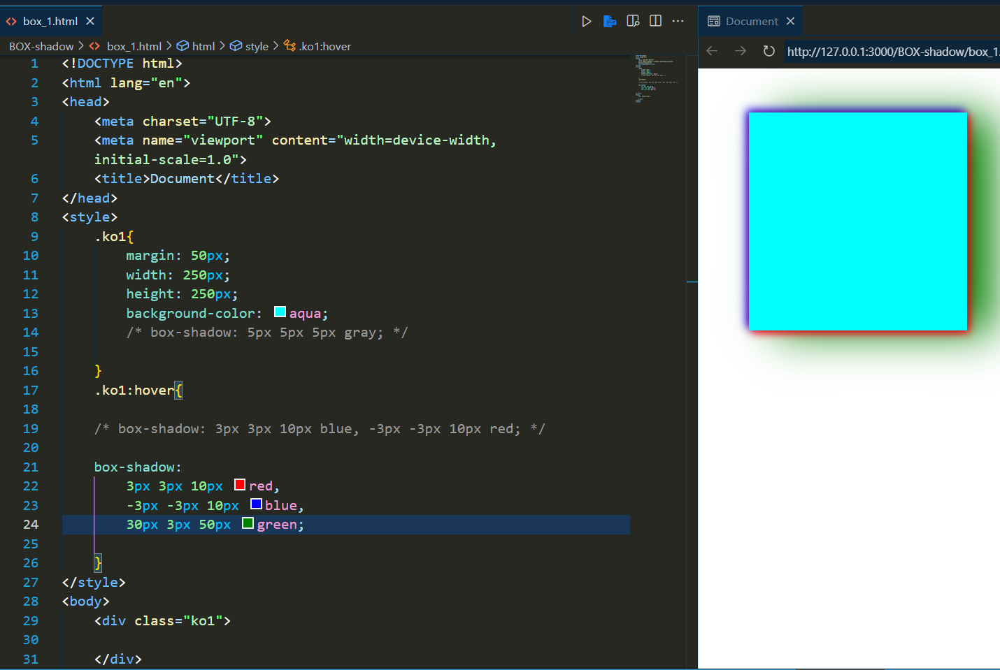 box_1.html
Document
BOX-shadow > box_1.html > html > style > .ko1:hover
http://127.0.0.1:3000/BOX-shadow/box_1.
1 <!DOCTYPE html>
2 <html lang="en">
3 <head>
4 <meta charset="UTF-8">
5 <meta name="viewport" content="width=device-width,
initial-scale=1.0">
6 <title>Document</title>
7 </head>
8 <style>
9 .ko1{
10 margin: 50px;
11 width: 250px;
12 height: 250px;
13 background-color: aqua;
14 /* box-shadow: 5px 5px 5px gray; */
15
16 }
17 .ko1:hover{
18
19 /* box-shadow: 3px 3px 10px blue, -3px -3px 10px red; */
20
21 box-shadow:
22 3px 3px 10px red,
23 -3px -3px 10px blue,
24 30px 3px 50px green;
25
26 }
27 </style>
28 <body>
29 <div class="ko1">
30
31 </div>